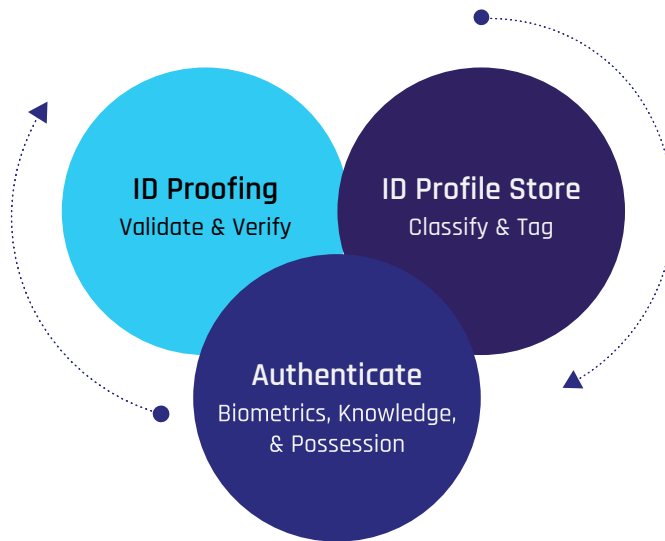 ID Proofing
Validate & Verify
ID Profile Store
Classify & Tag
Authenticate
Biometrics, Knowledge,
& Possession